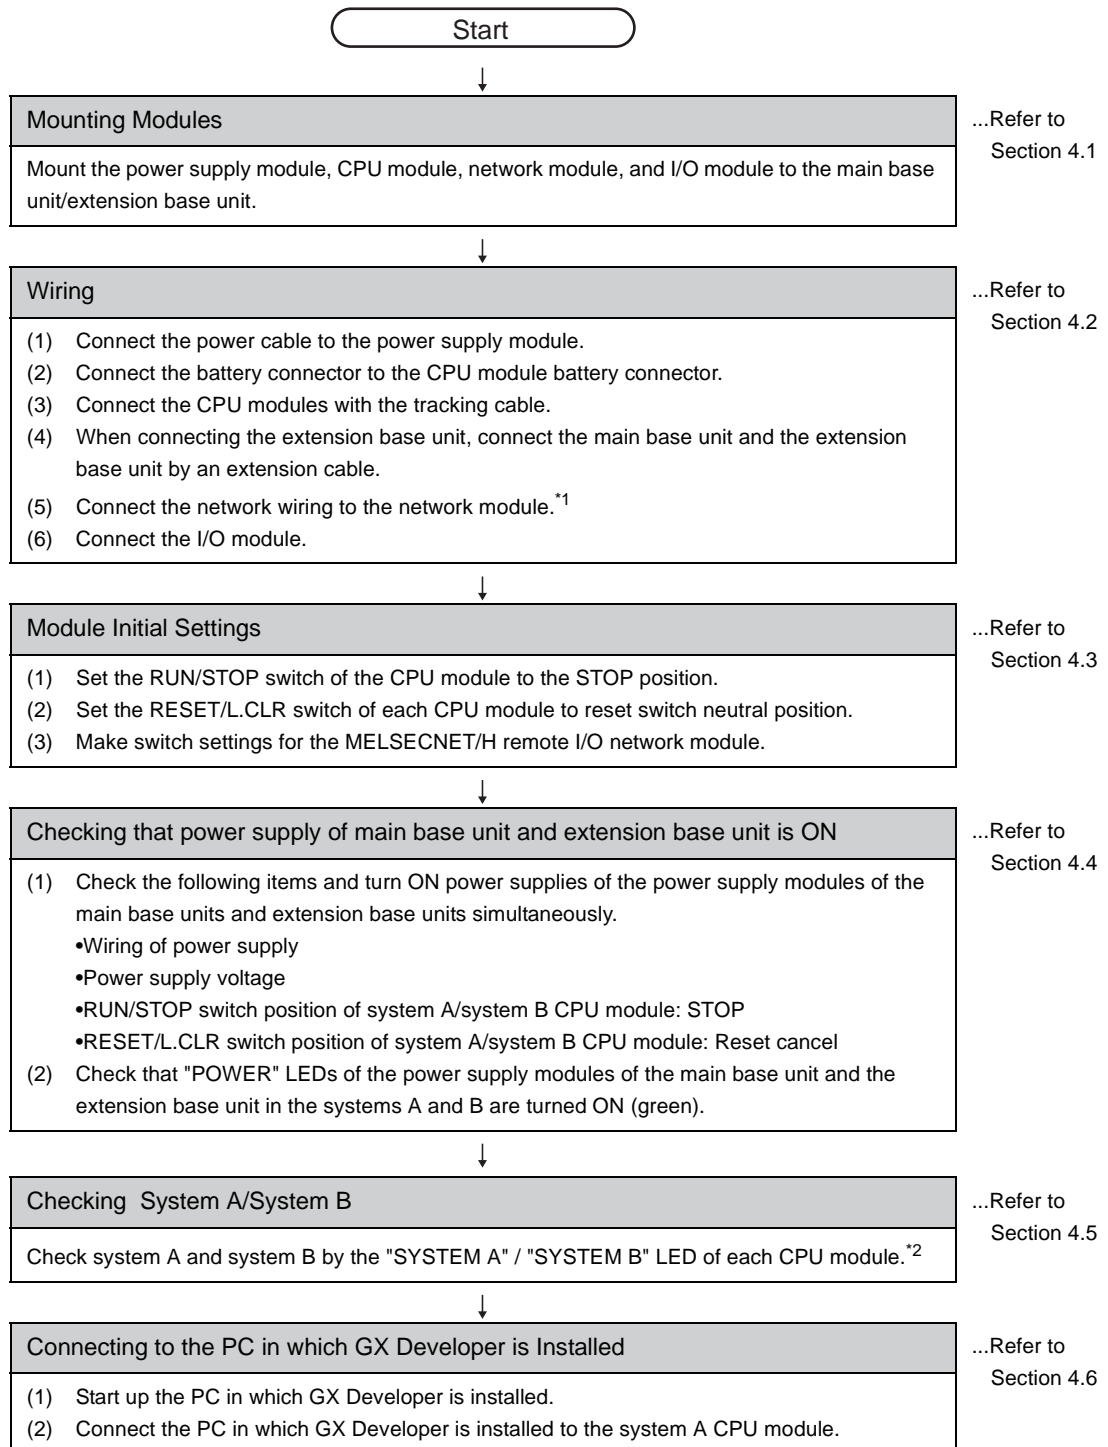 Start
Mounting Modules
...Refer to
Section 4.1
Mount the power supply module, CPU module, network module, and I/O module to the main base
unit/extension base unit.
Wiring
...Refer to
Section 4.2
(1) Connect the power cable to the power supply module.
(2) Connect the battery connector to the CPU module battery connector.
(3) Connect the CPU modules with the tracking cable.
(4) When connecting the extension base unit, connect the main base unit and the extension
base unit by an extension cable.
(5) Connect the network wiring to the network module.*1
(6) Connect the I/O module.
Module Initial Settings
...Refer to
Section 4.3
(1) Set the RUN/STOP switch of the CPU module to the STOP position.
(2) Set the RESET/L.CLR switch of each CPU module to reset switch neutral position.
(3) Make switch settings for the MELSECNET/H remote I/O network module.
Checking that power supply of main base unit and extension base unit is ON
...Refer to
Section 4.4
(1) Check the following items and turn ON power supplies of the power supply modules of the
main base units and extension base units simultaneously.
•Wiring of power supply
•Power supply voltage
•RUN/STOP switch position of system A/system B CPU module: STOP
•RESET/L.CLR switch position of system A/system B CPU module: Reset cancel
(2) Check that "POWER" LEDs of the power supply modules of the main base unit and the
extension base unit in the systems A and B are turned ON (green).
Checking System A/System B
...Refer to
Section 4.5
Check system A and system B by the "SYSTEM A" / "SYSTEM B" LED of each CPU module.*2
Connecting to the PC in which GX Developer is Installed
...Refer to
Section 4.6
(1) Start up the PC in which GX Developer is installed.
(2) Connect the PC in which GX Developer is installed to the system A CPU module.